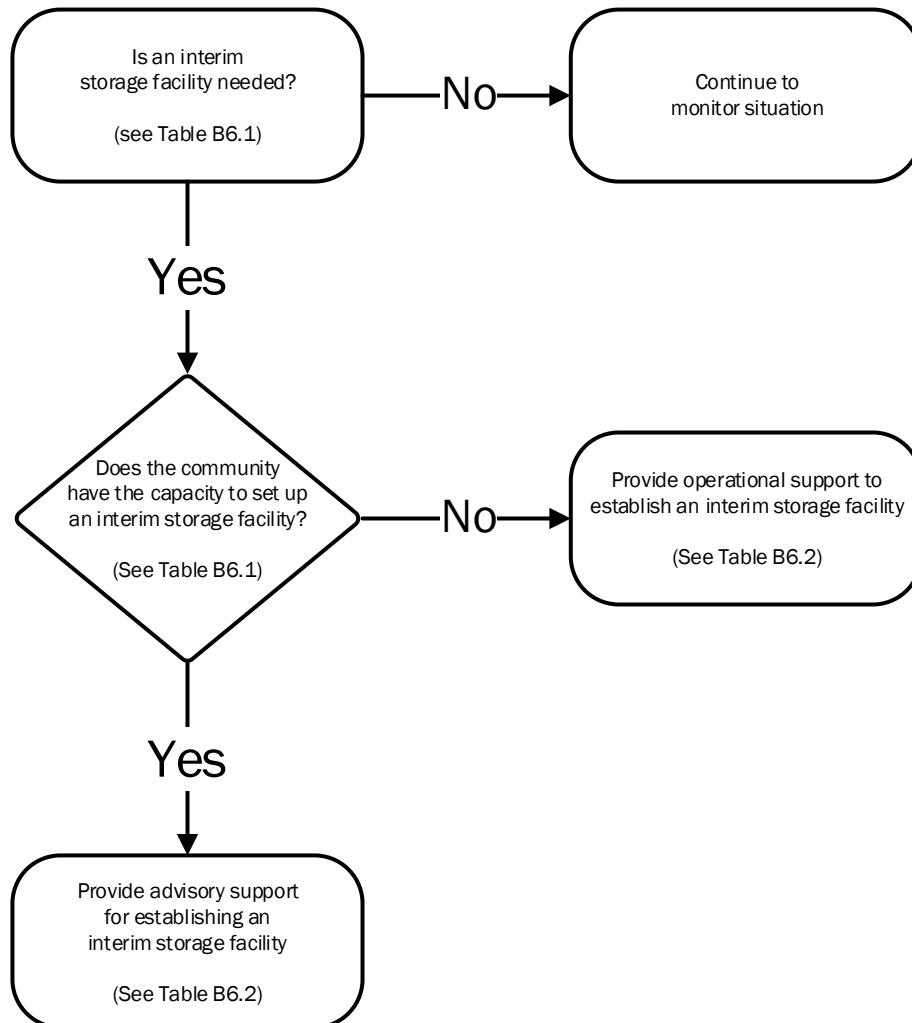 Is an interim
storage facility needed?
(see Table B6.1)
No
Continue to
monitor situation
Yes
Does the community
have the capacity to set up
an interim storage facility?
(See Table B6.1)
No
Provide operational support to
establish an interim storage facility
(See Table B6.2)
Yes
Provide advisory support
for establishing an
interim storage facility
(See Table B6.2)